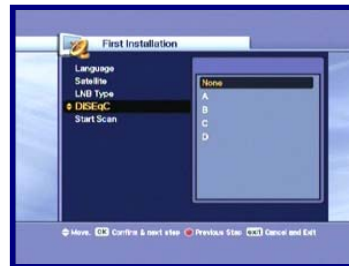 First Installation
Language
Satellite
LNB Type
DISEqC
Start Scan
None
A
B
C
D
Move, OK Confirm & next step Previous Step exit Cancel and Exit